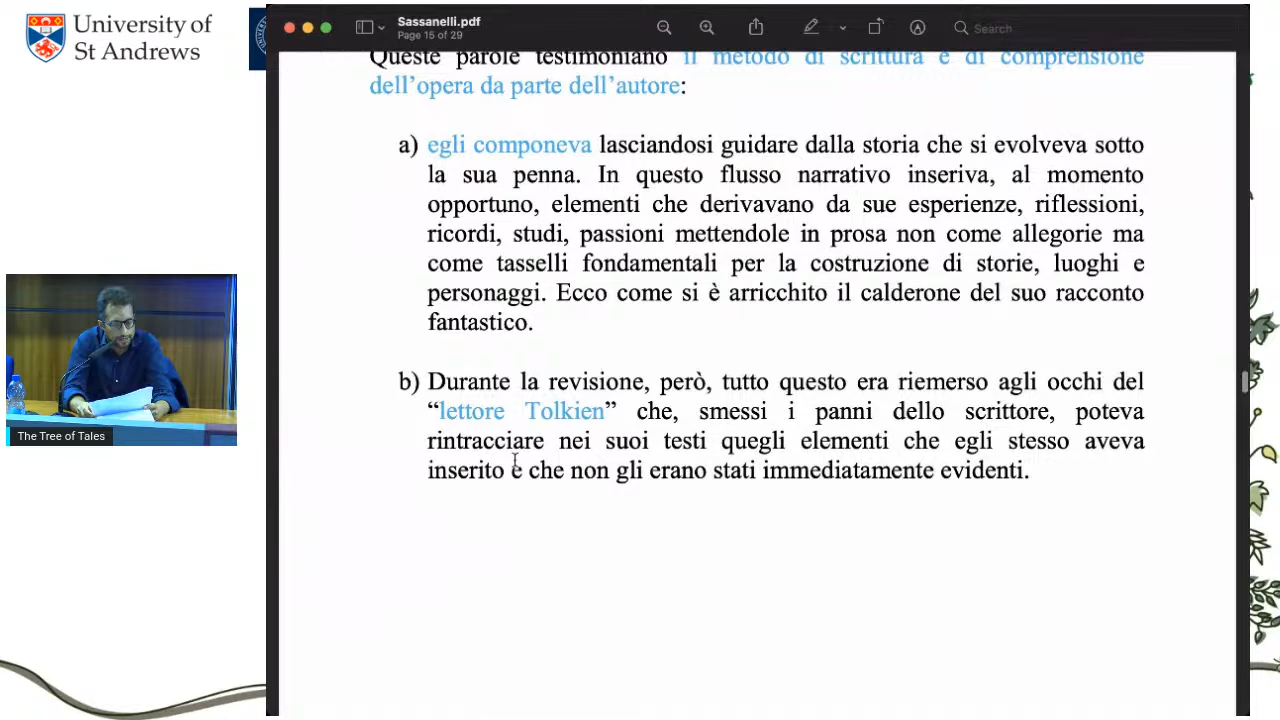 University of
St Andrews
Sassanelli.pdf
Page 15 of 29
Search
Queste parole testimoniano il metodo di scrittura e di comprensione
dell’opera da parte dell’autore:
a) egli componeva lasciandosi guidare dalla storia che si evolveva sotto
la sua penna. In questo flusso narrativo inseriva, al momento
opportuno, elementi che derivavano da sue esperienze, riflessioni,
ricordi, studi, passioni mettendole in prosa non come allegorie ma
come tasselli fondamentali per la costruzione di storie, luoghi e
personaggi. Ecco come si è arricchito il calderone del suo racconto
fantastico.
b) Durante la revisione, però, tutto questo era riemerso agli occhi del
“lettore Tolkien” che, smessi i panni dello scrittore, poteva
rintracciare nei suoi testi quegli elementi che egli stesso aveva
inserito e che non gli erano stati immediatamente evidenti.
The Tree of Tales